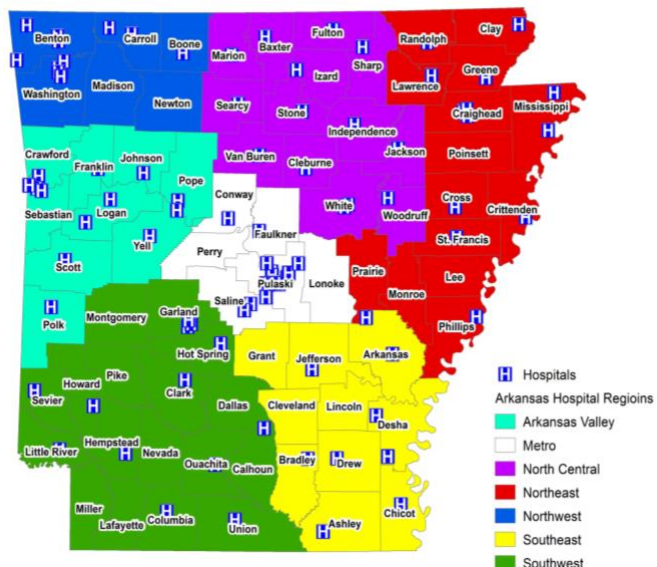 Benton
Carroll
Boone
Washington
Madison
Newton
Marion
Baxter
Fulton
Sharp
Izard
Searcy
Stone
Independence
Van Buren
Cleburne
Jackson
White
Woodruff
Randolph
Clay
Greene
Lawrence
Craighead
Mississippi
Poinsett
Cross
Crittenden
St. Francis
Prairie
Lee
Monroe
Phillips
Crawford
Franklin
Johnson
Pope
Sebastian
Logan
Yell
Scott
Polk
Conway
Faulkner
Perry
Pulaski
Lonoke
Saline
Montgomery
Garland
Hot Spring
Howard
Pike
Sevier
Clark
Dallas
Little River
Hempstead
Nevada
Ouachita
Calhoun
Miller
Lafayette
Columbia
Union
Grant
Jefferson
Arkansas
Cleveland
Lincoln
Desha
Bradley
Drew
Ashley
Chicot
H Hospitals
Arkansas Hospital Regioins
Arkansas Valley
Metro
North Central
Northeast
Northwest
Southeast
Southwest